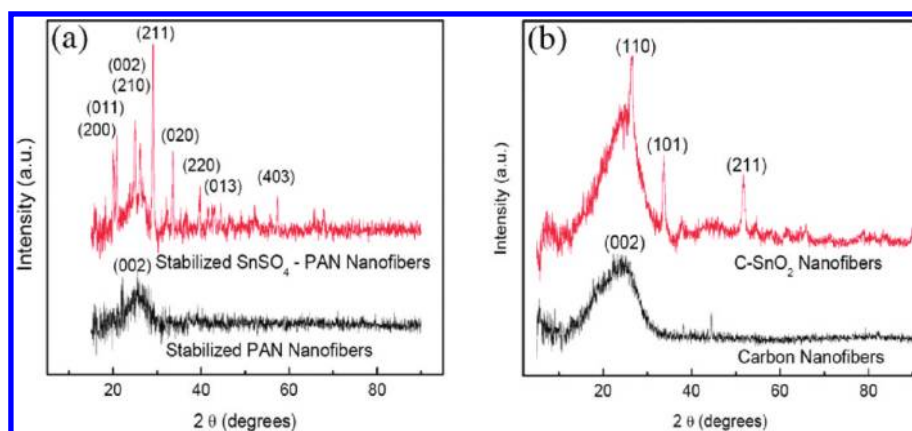 (a)
(211)
(002)
(210)
(011)
(200)
(020)
(220)
(013)
(403)
Stabilized SnSO₄ - PAN Nanofibers
(002)
Stabilized PAN Nanofibers
Intensity (a.u.)
20 40 60 80
2 θ (degrees)
(b)
(110)
(101)
(211)
C-SnO₂ Nanofibers
(002)
Carbon Nanofibers
Intensity (a.u.)
20 40 60 80
2 θ (degrees)